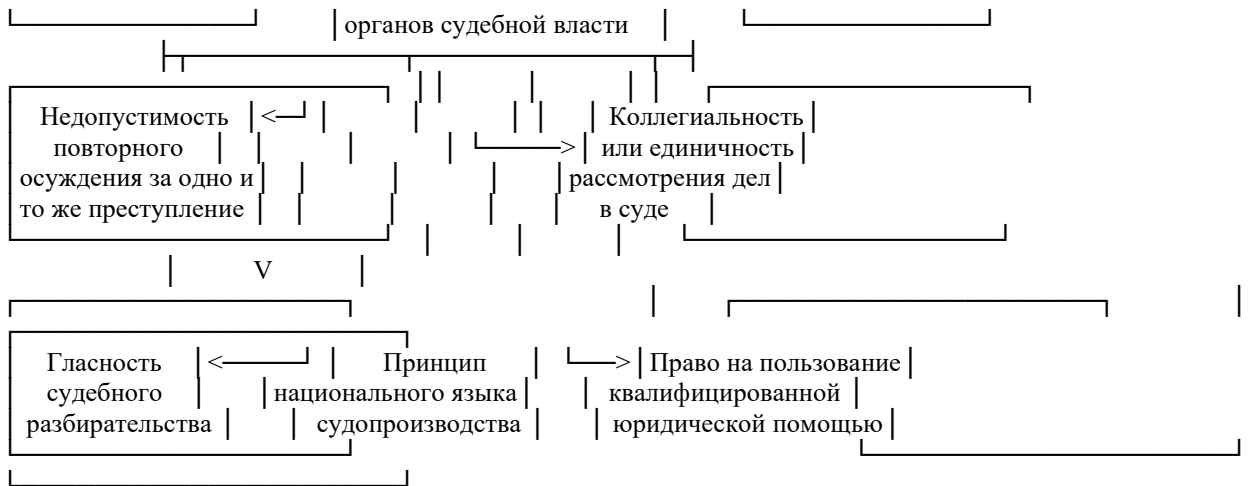 органов судебной власти
Недопустимость Коллегиальность
повторного или единичность
осуждения за одно и рассмотрения дел
то же преступление в суде
V
Гласность Принцип Право на пользование
судебного национального языка квалифицированной
разбирательства судопроизводства юридической помощью